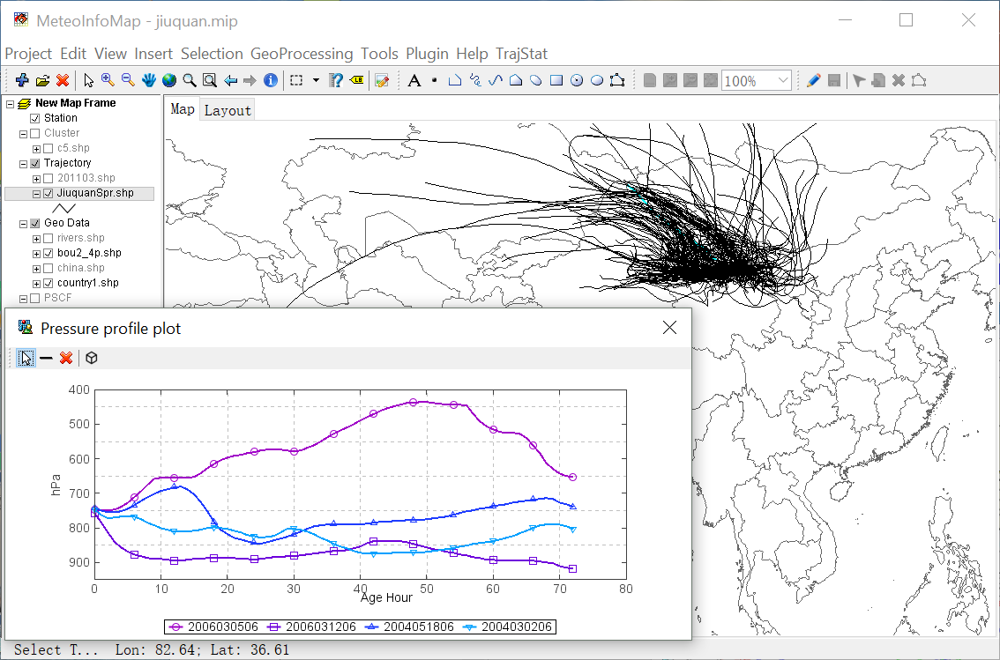 MeteoInfoMap - jiuquan.mip
Project Edit View Insert Selection GeoProcessing Tools Plugin Help TrajStat
LB A 100%
New Map Frame
Station
Cluster
c5.shp
Trajectory
201103.shp
JiuquanSpr.shp
Geo Data
rivers.shp
bou2_4p.shp
china.shp
country1.shp
PSCF
Map Layout
Pressure profile plot
400
500
600
700
800
900
hPa
0 10 20 30 40 50 60 70 80
Age Hour
2006030506 2006031206 2004051806 2004030206
Select T... Lon: 82.64; Lat: 36.61